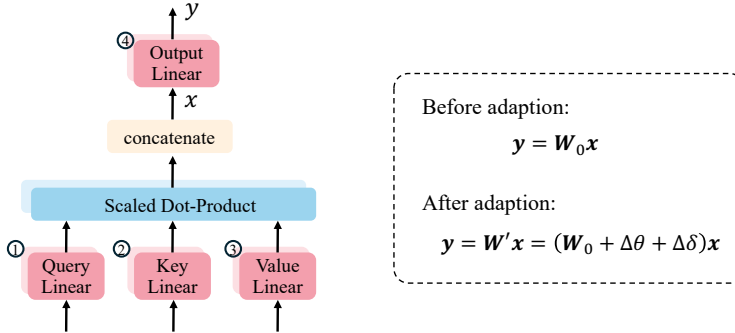 y
④
Output
Linear
x
concatenate
Scaled Dot-Product
①
Query
Linear
②
Key
Linear
③
Value
Linear
Before adaption:
y = W₀x
After adaption:
y = W′x = (W₀ + Δθ + Δδ)x